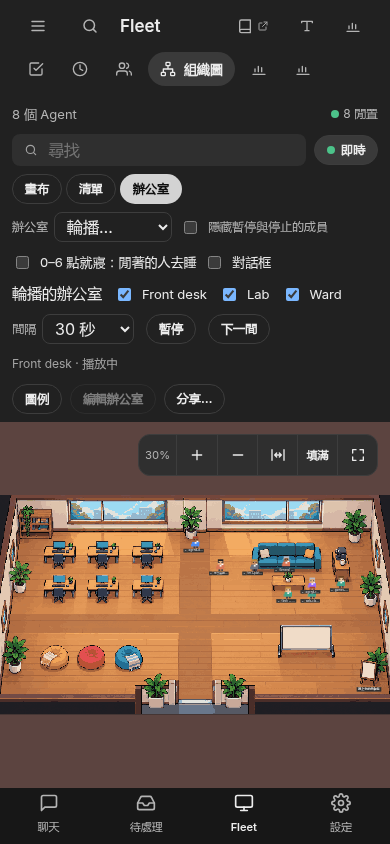 Fleet
組織圖
8 個 Agent
8 閒置
尋找
即時
畫布
清單
辦公室
辦公室
輪播...
隱藏暫停與停止的成員
0–6 點就寢：閒著的人去睡
對話框
輪播的辦公室
Front desk
Lab
Ward
間隔
30 秒
暫停
下一間
Front desk · 播放中
圖例
編輯辦公室
分享...
30%
填滿
聊天
待處理
Fleet
設定